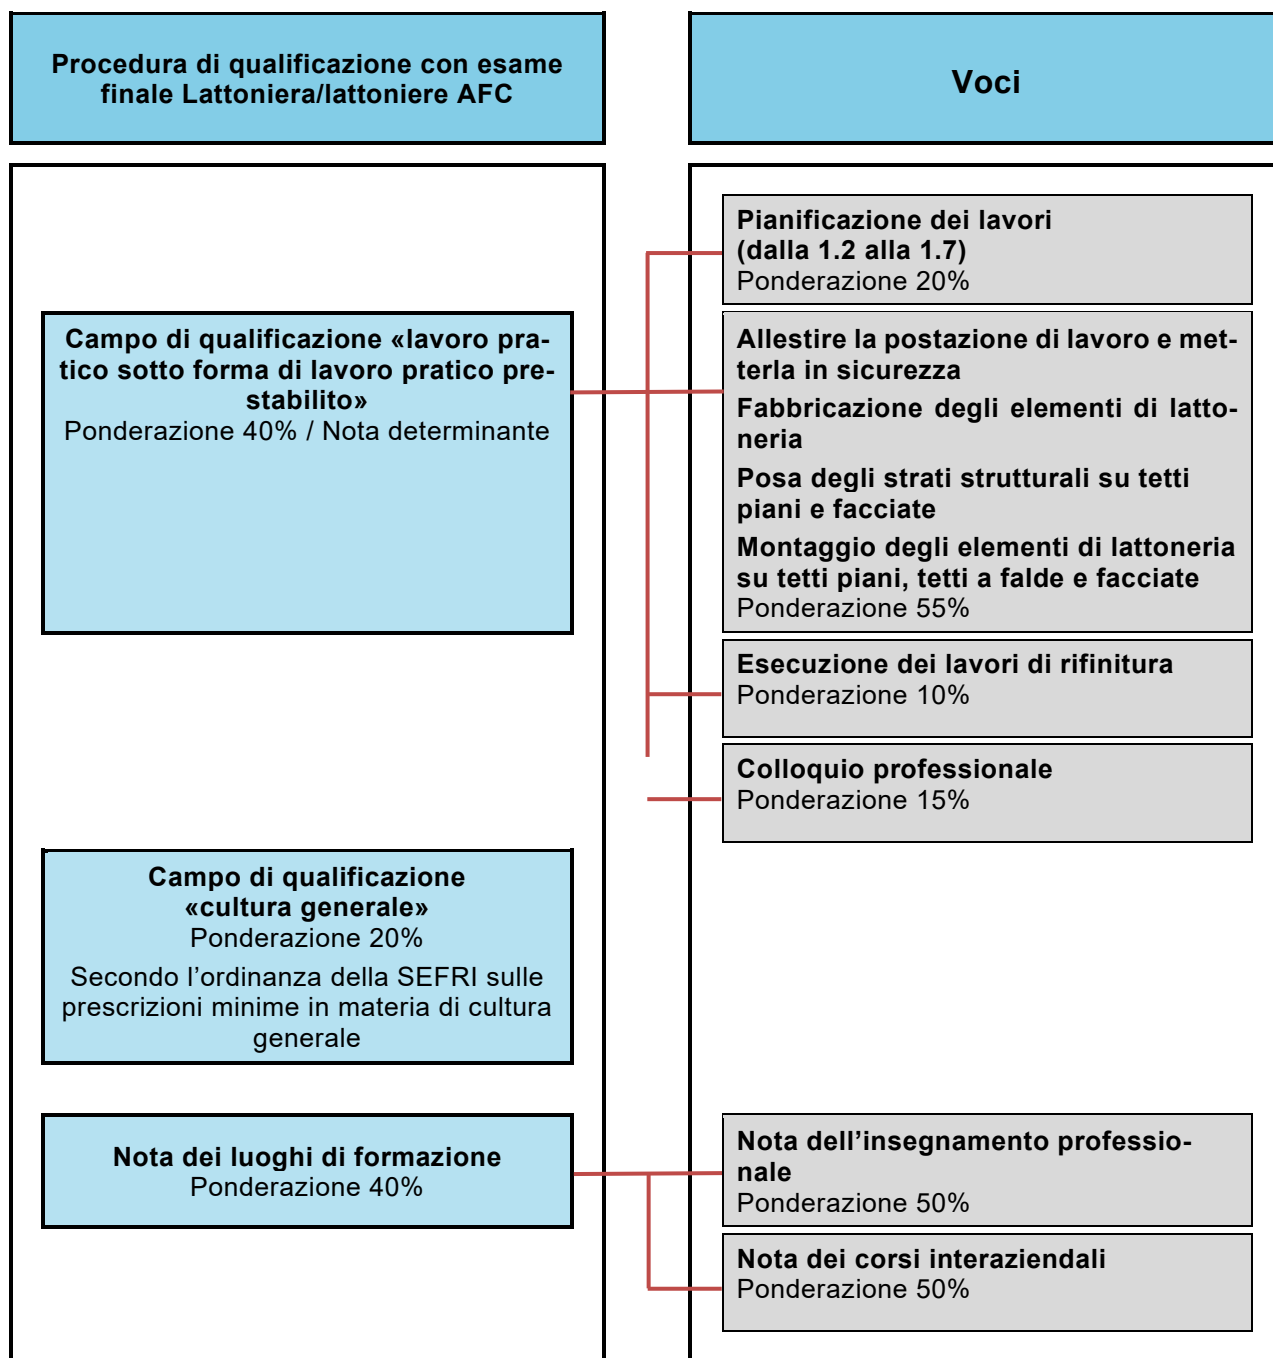 Procedura di qualificazione con esame
finale Lattoniera/lattoniere AFC
Voci
Pianificazione dei lavori
(dalla 1.2 alla 1.7)
Ponderazione 20%
Campo di qualificazione «lavoro pra-
tico sotto forma di lavoro pratico pre-
stabilito»
Ponderazione 40% / Nota determinante
Allestire la postazione di lavoro e met-
terla in sicurezza
Fabbricazione degli elementi di latto-
neria
Posa degli strati strutturali su tetti
piani e facciate
Montaggio degli elementi di lattoneria
su tetti piani, tetti a falde e facciate
Ponderazione 55%
Esecuzione dei lavori di rifinitura
Ponderazione 10%
Colloquio professionale
Ponderazione 15%
Campo di qualificazione
«cultura generale»
Ponderazione 20%
Secondo l’ordinanza della SEFRI sulle
prescrizioni minime in materia di cultura
generale
Nota dei luoghi di formazione
Ponderazione 40%
Nota dell’insegnamento professio-
nale
Ponderazione 50%
Nota dei corsi interaziendali
Ponderazione 50%